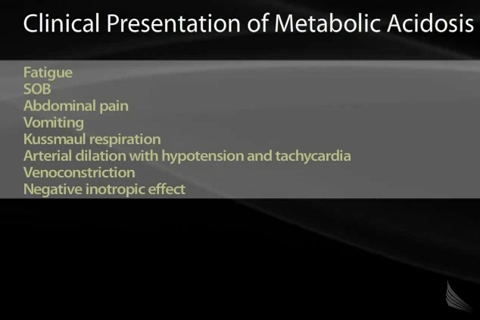 Clinical Presentation of Metabolic Acidosis
Fatigue
SOB
Abdominal pain
Vomiting
Kussmaul respiration
Arterial dilation with hypotension and tachycardia
Venoconstriction
Negative inotropic effect